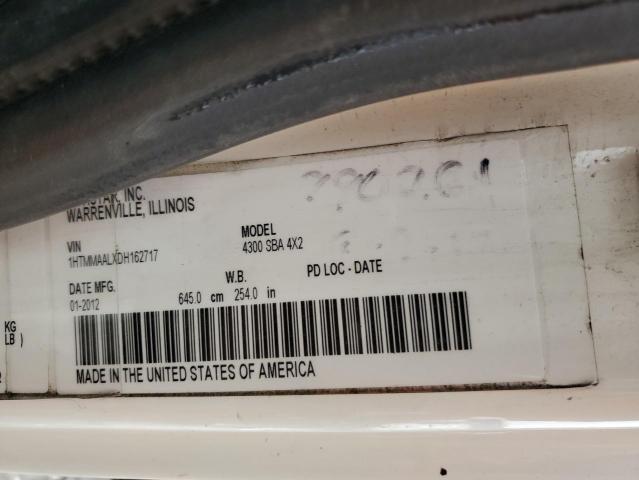 INC.
WARRENVILLE, ILLINOIS
VIN
1HTMMAALXDH162717
MODEL
4300 SBA 4X2
DATE MFG.
01-2012
W.B.
645.0 cm 254.0 in
PD LOC - DATE
KG
LB )
MADE IN THE UNITED STATES OF AMERICA